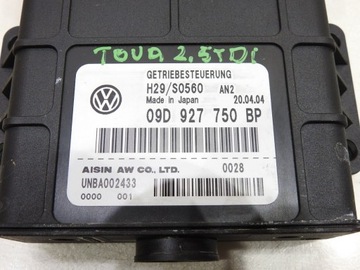 TOUA 2.5TDI
GETRIEBESTEUERUNG
H29/S0560 AN2
Made in Japan 20.04.04
09D 927 750 BP
AISIN AW CO., LTD. 0028
UNBA002433
0000 001